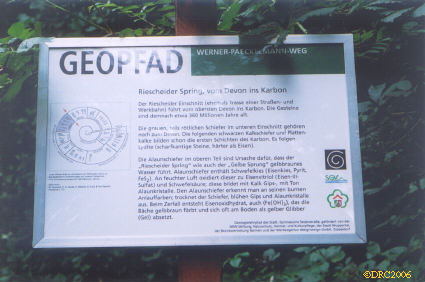 WERNER-PAECKELMANN-WEG
GEOPFAD
Riescheider Spring, vom Devon ins Karbon
Der Riescheider Einschnitt (ehemals trasse einer Straßen- und
Werkbahn) führt vom obersten Devon ins Karbon. Die Gesteine
sind demnach etwa 360 Millionen Jahre alt.
Die grauen, teils rötlichen Schiefer im unteren Einschnitt gehören
noch zum Devon. Die folgenden schwarzen Kalkschiefer und Platten-
kalke bilden schon die ersten Schichten des Karbon. Es folgen
(scharfkantige Steine, härter als Eisen).
Die Alaunschiefer im oberen Teil sind Ursache dafür, dass der
„Riescheider Spring" wie auch der „Gelbe Sprung" gelbbraunes
Wasser führt. Alaunschiefer enthält Schwefelkies (Eisenkies, Pyrit,
FeS₂). An feuchter Luft oxidiert dieser zu Eisenvitriol (Eisen-II-
Sulfat) und Schwefelsäure; diese bildet mit Kalk Gips-, mit Ton
Alaunkristalle. Den Alaunschiefer erkennt man an seinen bunten
Anlauffarben; trocknet der Schiefer, blühen Gips und Alaunkristalle
aus. Beim Zerfall entsteht Eisenoxidhydrat, auch (Fe(OH)₃), das die
Bäche gelbbraun färbt und sich oft am Boden als gelber Glibber
(Gel) absetzt.
©DRC2006